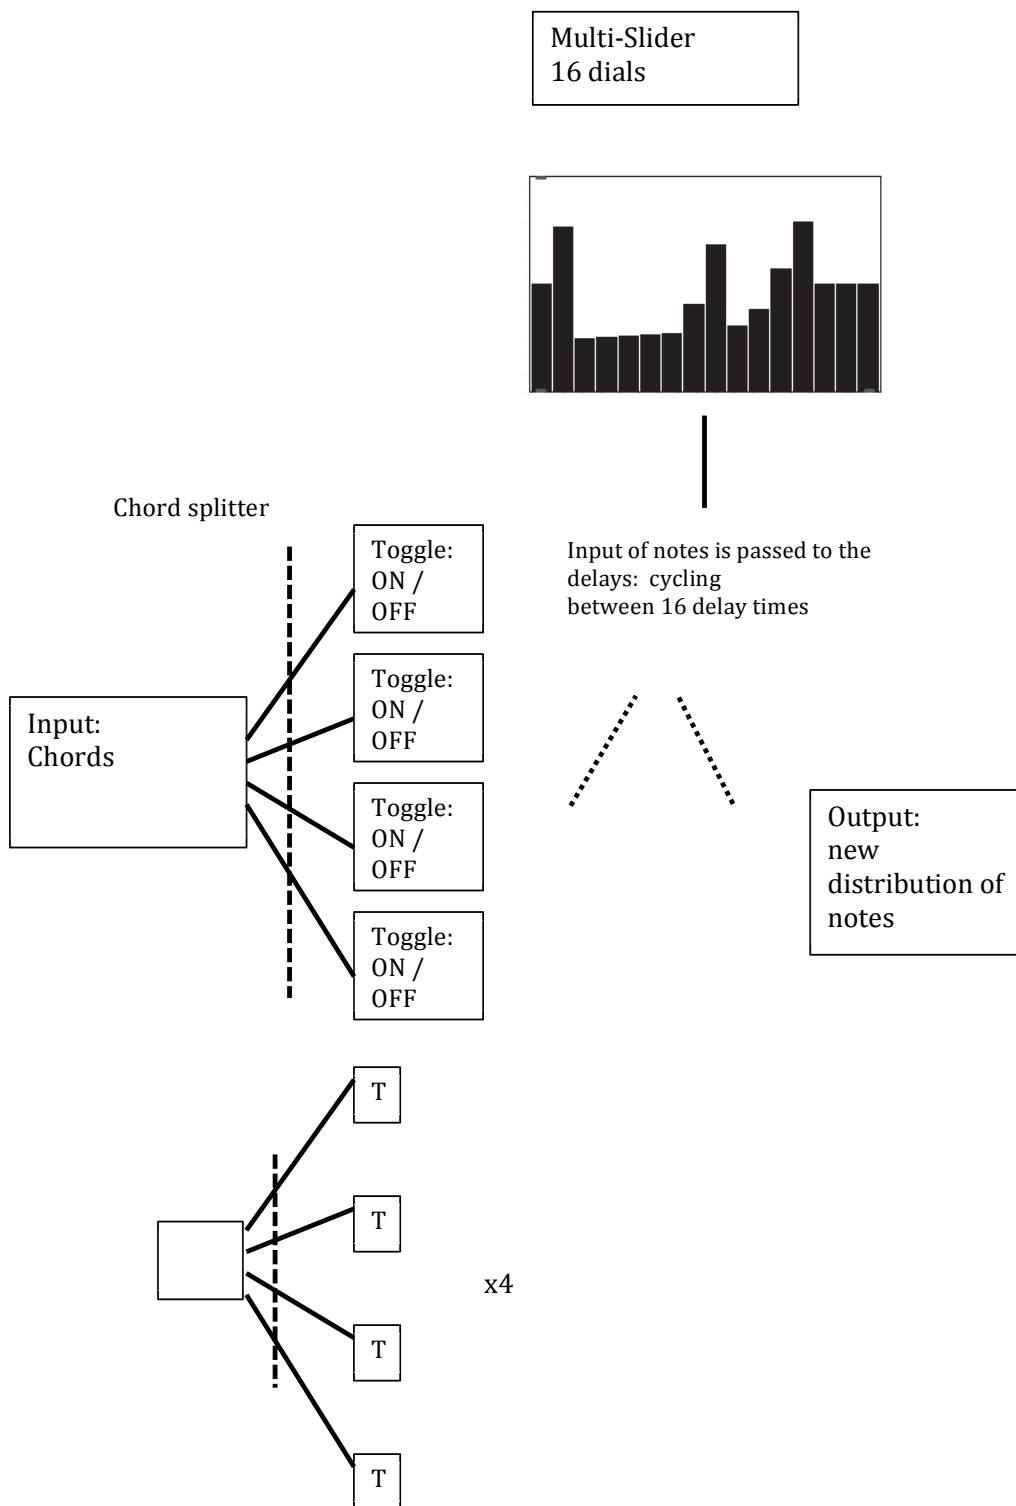 Multi-Slider
16 dials
Chord splitter
Toggle:
ON /
OFF
Input of notes is passed to the
delays: cycling
between 16 delay times
Toggle:
ON /
OFF
Input:
Chords
Toggle:
ON /
OFF
Output:
new
distribution of
notes
Toggle:
ON /
OFF
T
T
x4
T
T